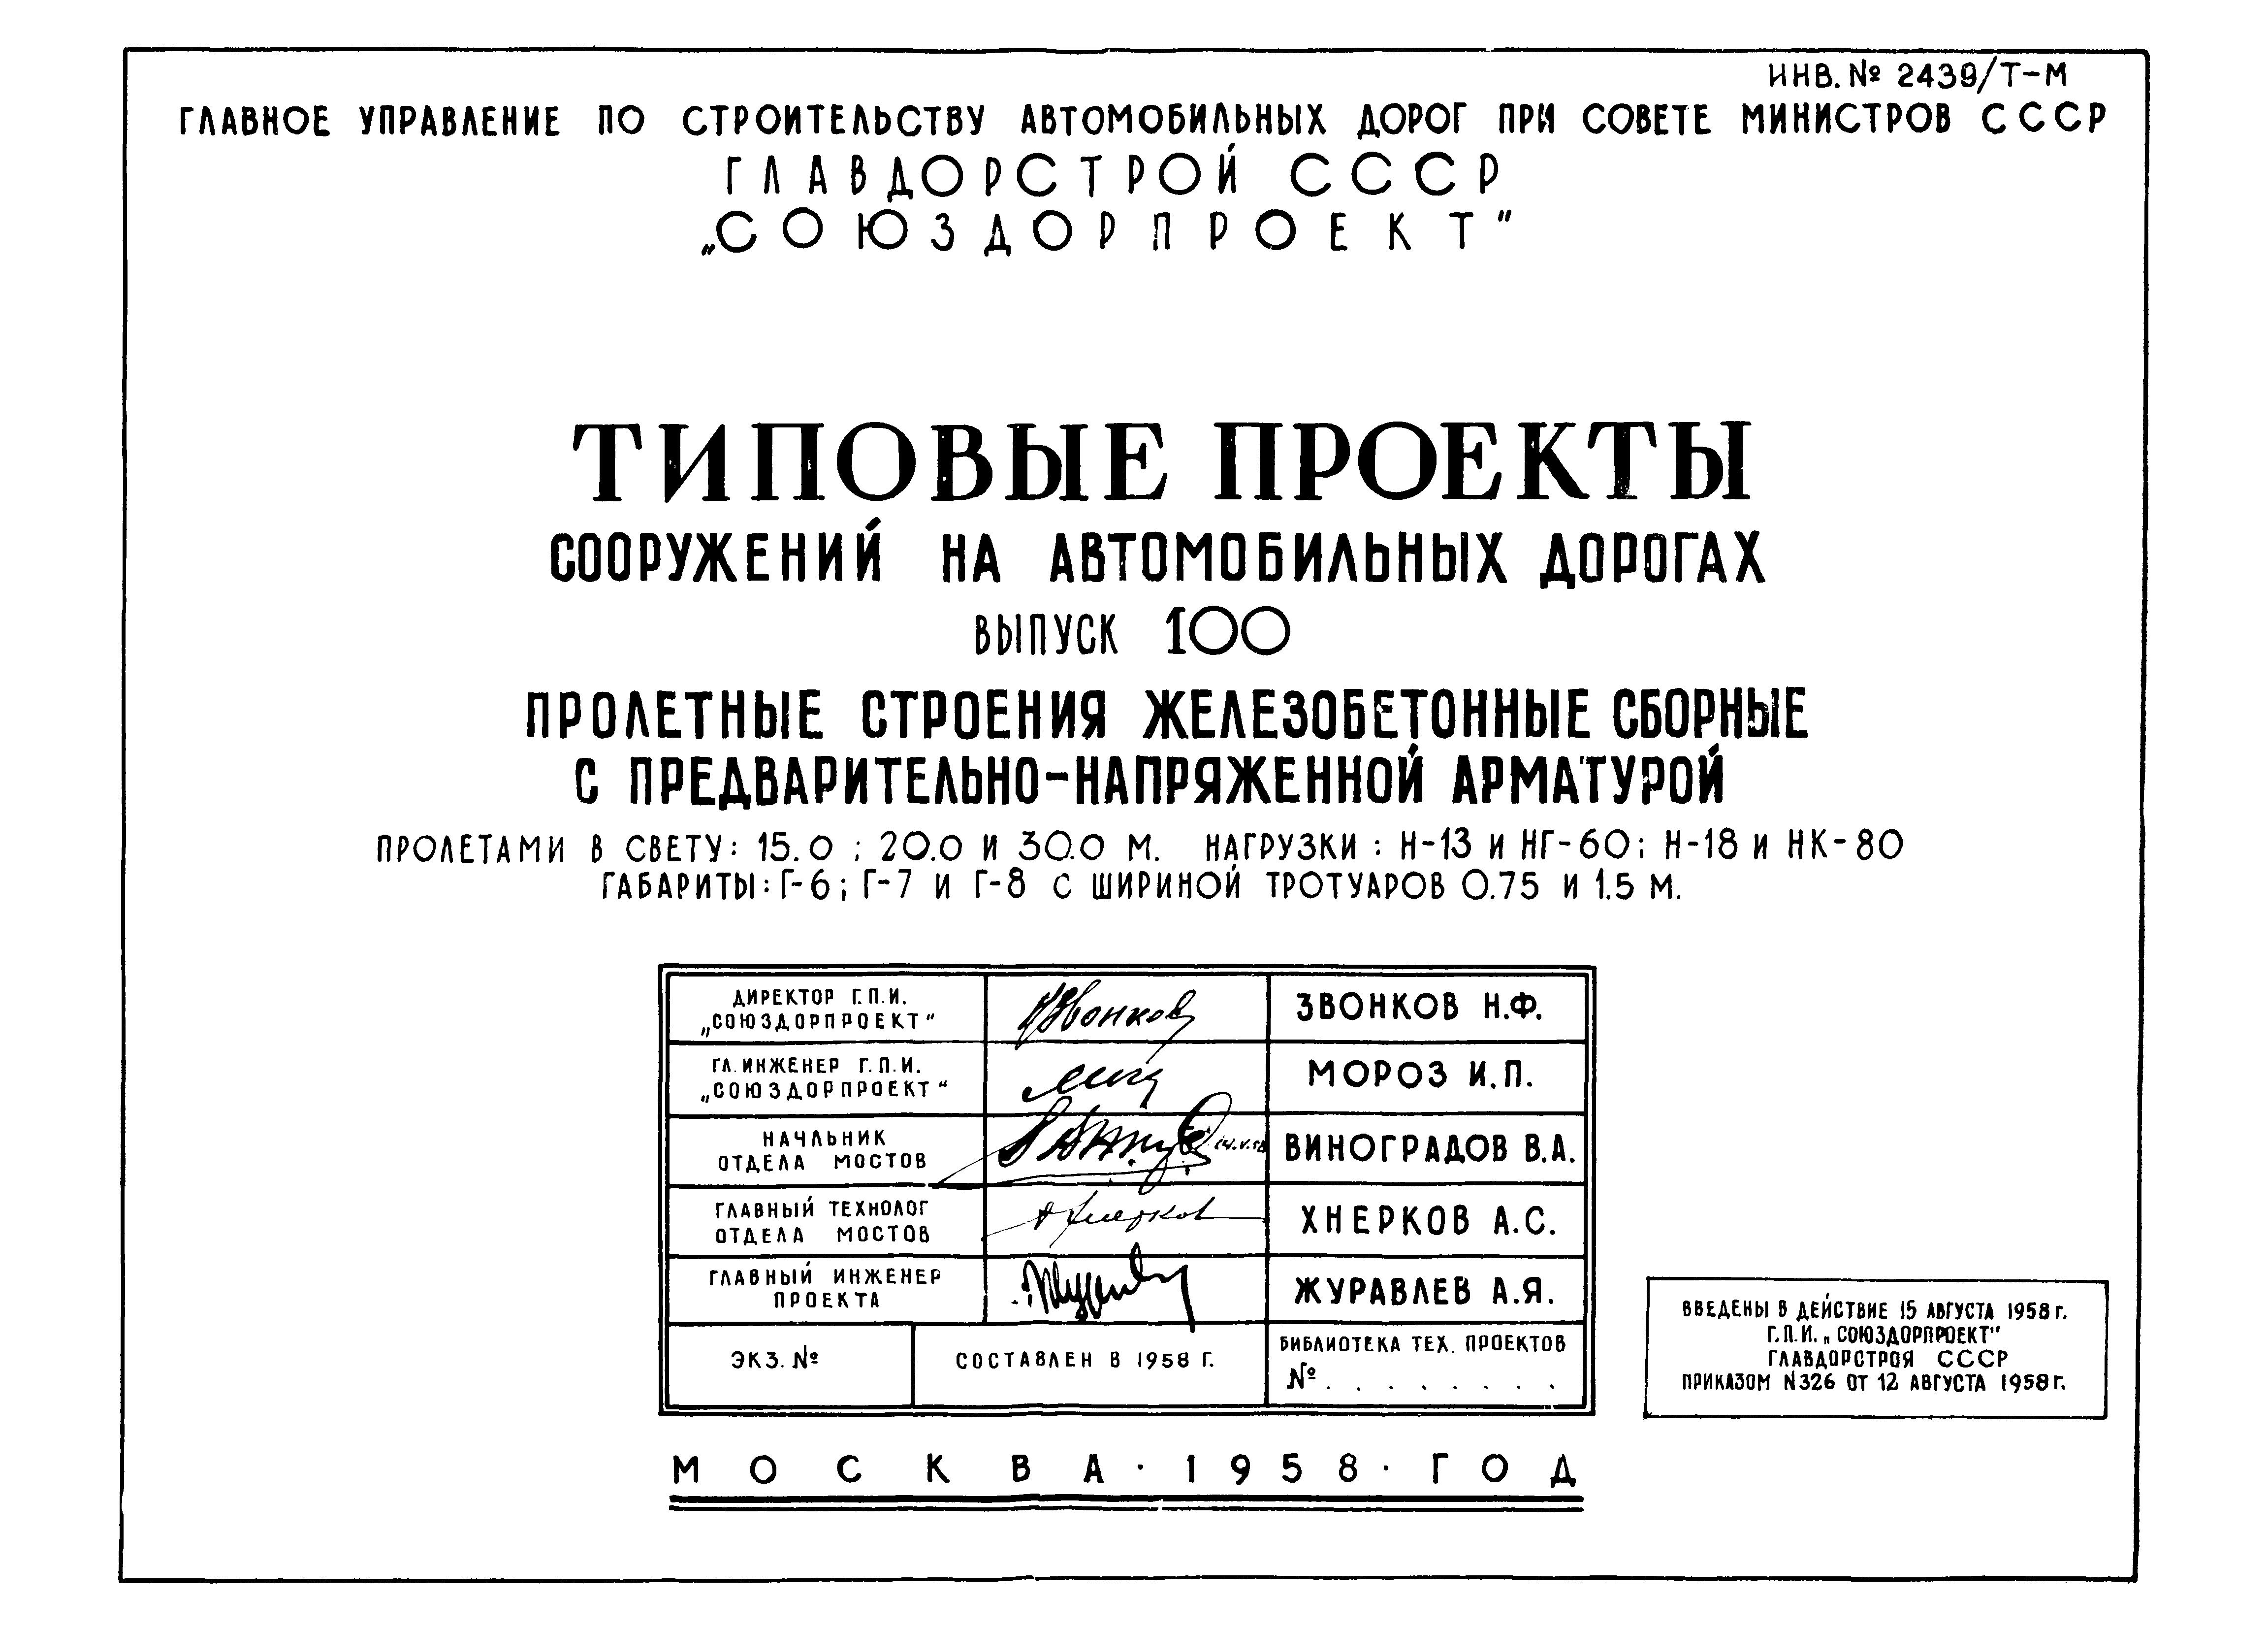 ИНВ. № 2439/Т-М
ГЛАВНОЕ УПРАВЛЕНИЕ ПО СТРОИТЕЛЬСТВУ АВТОМОБИЛЬНЫХ ДОРОГ ПРИ СОВЕТЕ МИНИСТРОВ СССР
ГЛАВДОРСТРОЙ СССР
„СОЮЗДОРПРОЕКТ"
ТИПОВЫЕ ПРОЕКТЫ
СООРУЖЕНИЙ НА АВТОМОБИЛЬНЫХ ДОРОГАХ
ВЫПУСК 100
ПРОЛЕТНЫЕ СТРОЕНИЯ ЖЕЛЕЗОБЕТОННЫЕ СБОРНЫЕ
С ПРЕДВАРИТЕЛЬНО-НАПРЯЖЕННОЙ АРМАТУРОЙ
ПРОЛЕТАМИ В СВЕТУ: 15.0 ; 20.0 И 30.0 М. НАГРУЗКИ : Н-13 И НГ-60; Н-18 И НК-80
ГАБАРИТЫ: Г-6; Г-7 И Г-8 С ШИРИНОЙ ТРОТУАРОВ 0.75 И 1.5 М.
ДИРЕКТОР Г.П.И.
„СОЮЗДОРПРОЕКТ"
ЗВОНКОВ Н.Ф.
ГЛ. ИНЖЕНЕР Г.П.И.
„СОЮЗДОРПРОЕКТ"
МОРОЗ И.П.
НАЧЛЬНИК
ОТДЕЛА МОСТОВ
ВИНОГРАДОВ В.А.
ГЛАВНЫЙ ТЕХНОЛОГ
ОТДЕЛА МОСТОВ
ХНЕРКОВ А.С.
ГЛАВНЫЙ ИНЖЕНЕР
ПРОЕКТА
ЖУРАВЛЕВ А.Я.
ЭКЗ. №
СОСТАВЛЕН В 1958 Г.
БИБЛИОТЕКА ТЕХ. ПРОЕКТОВ
№ . . . . . . . .
ВВЕДЕНЫ В ДЕЙСТВИЕ 15 АВГУСТА 1958 г.
Г.П.И. „СОЮЗДОРПРОЕКТ"
ГЛАВДОРСТРОЯ СССР
ПРИКАЗОМ N 326 ОТ 12 АВГУСТА 1958 г.
МОСКВА · 1958 · ГОД